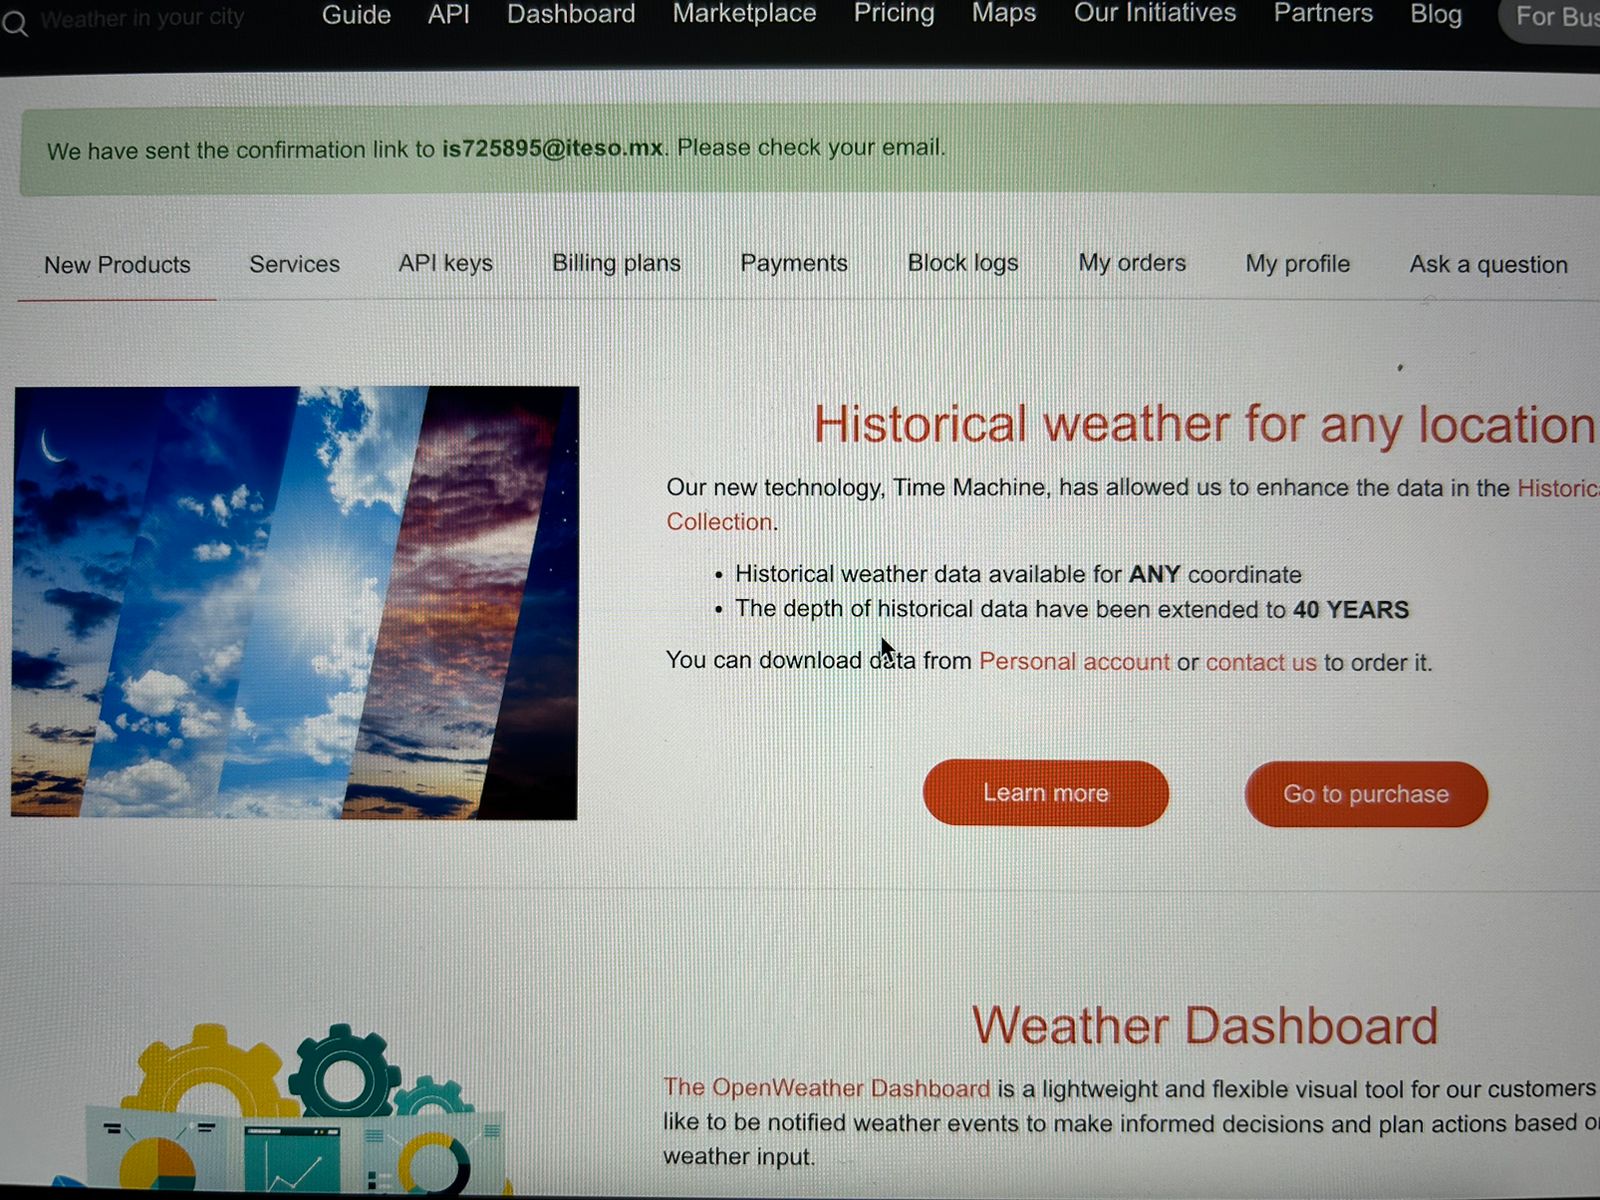 Weather in your city
Guide
API
Dashboard
Marketplace
Pricing
Maps
Our Initiatives
Partners
Blog
For Bus
We have sent the confirmation link to is725895@iteso.mx. Please check your email.
New Products
Services
API keys
Billing plans
Payments
Block logs
My orders
My profile
Ask a question
Historical weather for any location
Our new technology, Time Machine, has allowed us to enhance the data in the Historic
Collection.
• Historical weather data available for ANY coordinate
• The depth of historical data have been extended to 40 YEARS
You can download data from Personal account or contact us to order it.
Learn more
Go to purchase
Weather Dashboard
The OpenWeather Dashboard is a lightweight and flexible visual tool for our customers
like to be notified weather events to make informed decisions and plan actions based
weather input.